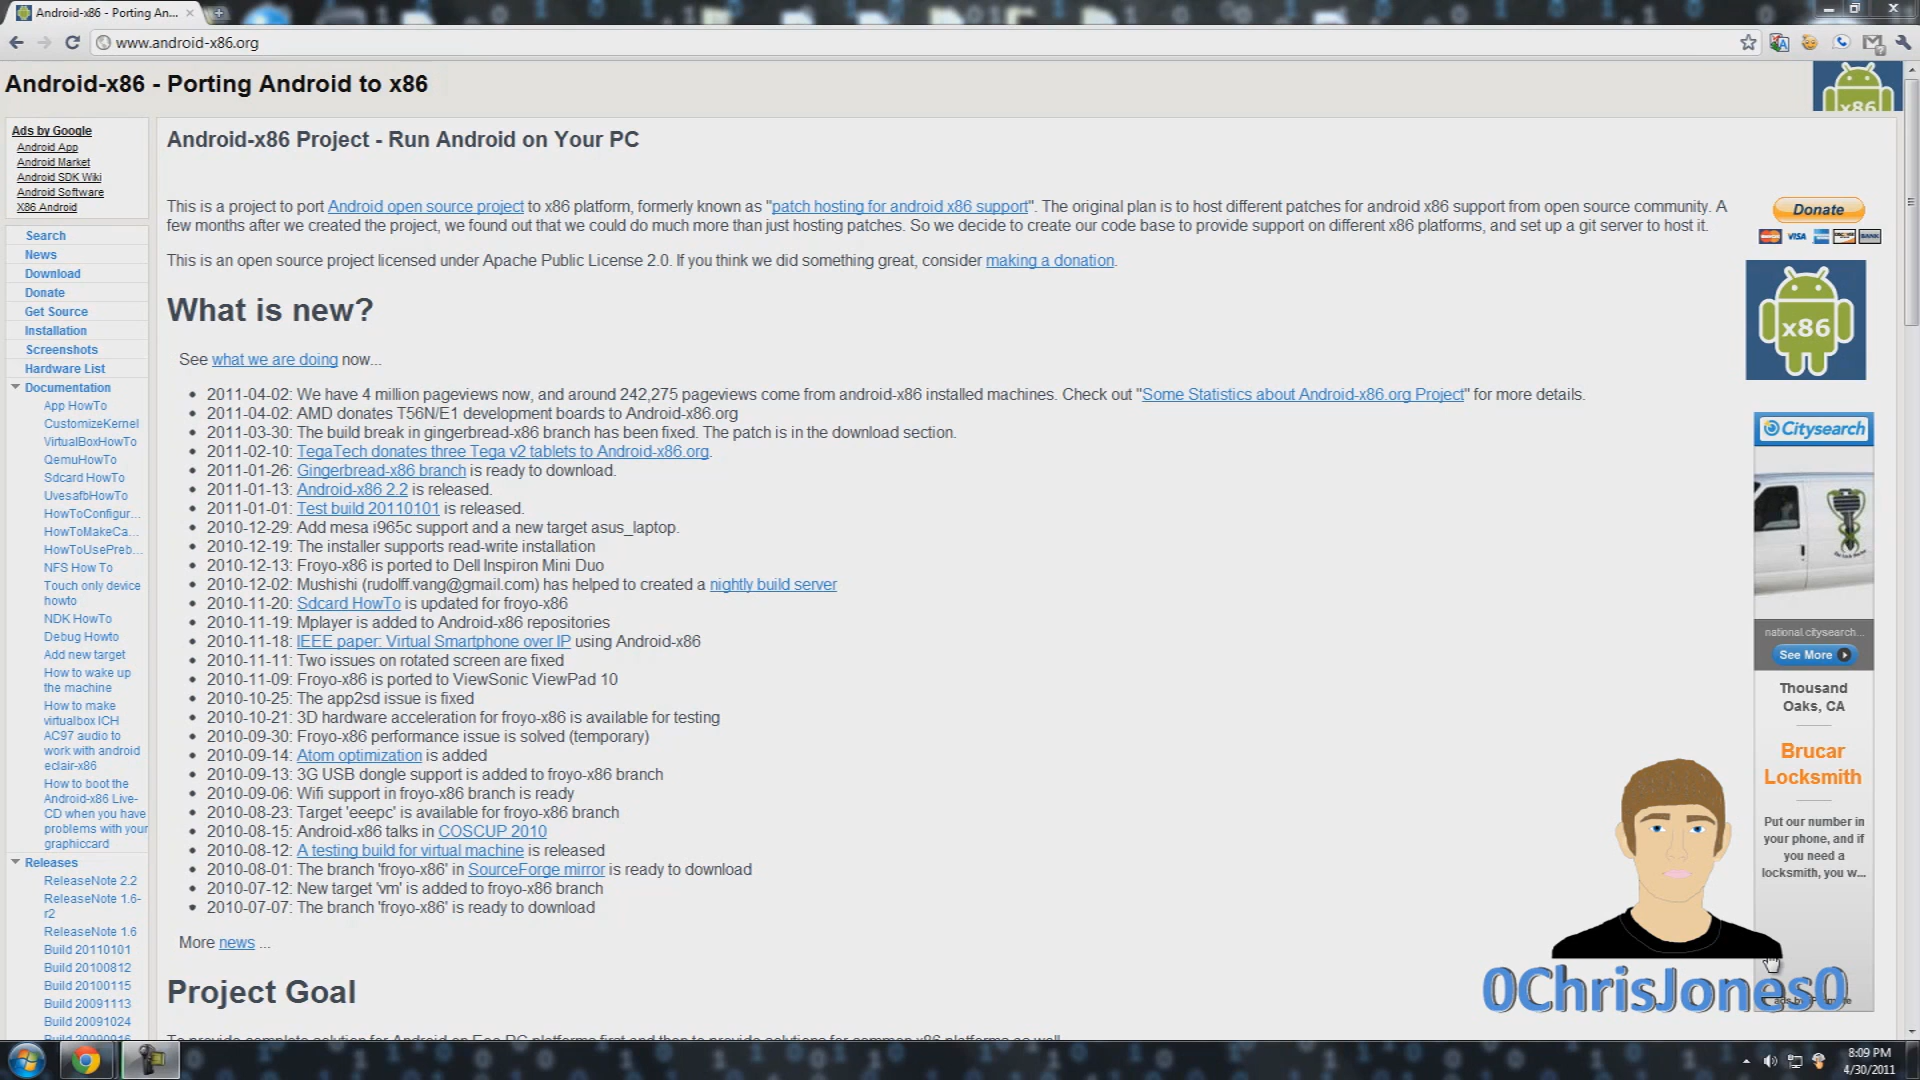 Android-x86 - Porting An...
www.android-x86.org
Android-x86 - Porting Android to x86
x86
Ads by Google
Android App
Android Market
Android SDK Wiki
Android Software
X86 Android
Search
News
Download
Donate
Get Source
Installation
Screenshots
Hardware List
Documentation
App HowTo
CustomizeKernel
VirtualBoxHowTo
QemuHowTo
Sdcard HowTo
UvesafbHowTo
HowToConfigur...
HowToMakeCa...
HowToUsePreb...
NFS How To
Touch only device
howto
NDK HowTo
Debug Howto
Add new target
How to wake up
the machine
How to make
virtualbox ICH
AC97 audio to
work with android
eclair-x86
How to boot the
Android-x86 Live-
CD when you have
problems with your
graphiccard
Releases
ReleaseNote 2.2
ReleaseNote 1.6-
r2
ReleaseNote 1.6
Build 20110101
Build 20100812
Build 20100115
Build 20091113
Build 20091024
Android-x86 Project - Run Android on Your PC
This is a project to port Android open source project to x86 platform, formerly known as "patch hosting for android x86 support". The original plan is to host different patches for android x86 support from open source community. A
few months after we created the project, we found out that we could do much more than just hosting patches. So we decide to create our code base to provide support on different x86 platforms, and set up a git server to host it.
This is an open source project licensed under Apache Public License 2.0. If you think we did something great, consider making a donation.
What is new?
See what we are doing now...
2011-04-02: We have 4 million pageviews now, and around 242,275 pageviews come from android-x86 installed machines. Check out "Some Statistics about Android-x86.org Project" for more details.
2011-04-02: AMD donates T56N/E1 development boards to Android-x86.org
2011-03-30: The build break in gingerbread-x86 branch has been fixed. The patch is in the download section.
2011-02-10: TegaTech donates three Tega v2 tablets to Android-x86.org.
2011-01-26: Gingerbread-x86 branch is ready to download.
2011-01-13: Android-x86 2.2 is released.
2011-01-01: Test build 20110101 is released.
2010-12-29: Add mesa i965c support and a new target asus_laptop.
2010-12-19: The installer supports read-write installation
2010-12-13: Froyo-x86 is ported to Dell Inspiron Mini Duo
2010-12-02: Mushishi (rudolff.vang@gmail.com) has helped to created a nightly build server
2010-11-20: Sdcard HowTo is updated for froyo-x86
2010-11-19: Mplayer is added to Android-x86 repositories
2010-11-18: IEEE paper: Virtual Smartphone over IP using Android-x86
2010-11-11: Two issues on rotated screen are fixed
2010-11-09: Froyo-x86 is ported to ViewSonic ViewPad 10
2010-10-25: The app2sd issue is fixed
2010-10-21: 3D hardware acceleration for froyo-x86 is available for testing
2010-09-30: Froyo-x86 performance issue is solved (temporary)
2010-09-14: Atom optimization is added
2010-09-13: 3G USB dongle support is added to froyo-x86 branch
2010-09-06: Wifi support in froyo-x86 branch is ready
2010-08-23: Target 'eeepc' is available for froyo-x86 branch
2010-08-15: Android-x86 talks in COSCUP 2010
2010-08-12: A testing build for virtual machine is released
2010-08-01: The branch 'froyo-x86' in SourceForge mirror is ready to download
2010-07-12: New target 'vm' is added to froyo-x86 branch
2010-07-07: The branch 'froyo-x86' is ready to download
More news ...
Project Goal
To provide complete solution for Android on Eee PC platforms first and then to provide solutions for common x86 platforms as well
Donate
VISA
BANK
x86
Citysearch
national citysearch...
See More
Thousand
Oaks, CA
Brucar
Locksmith
Put our number in
your phone, and if
you need a
locksmith, you w...
0ChrisJones0
8:09 PM
4/30/2011